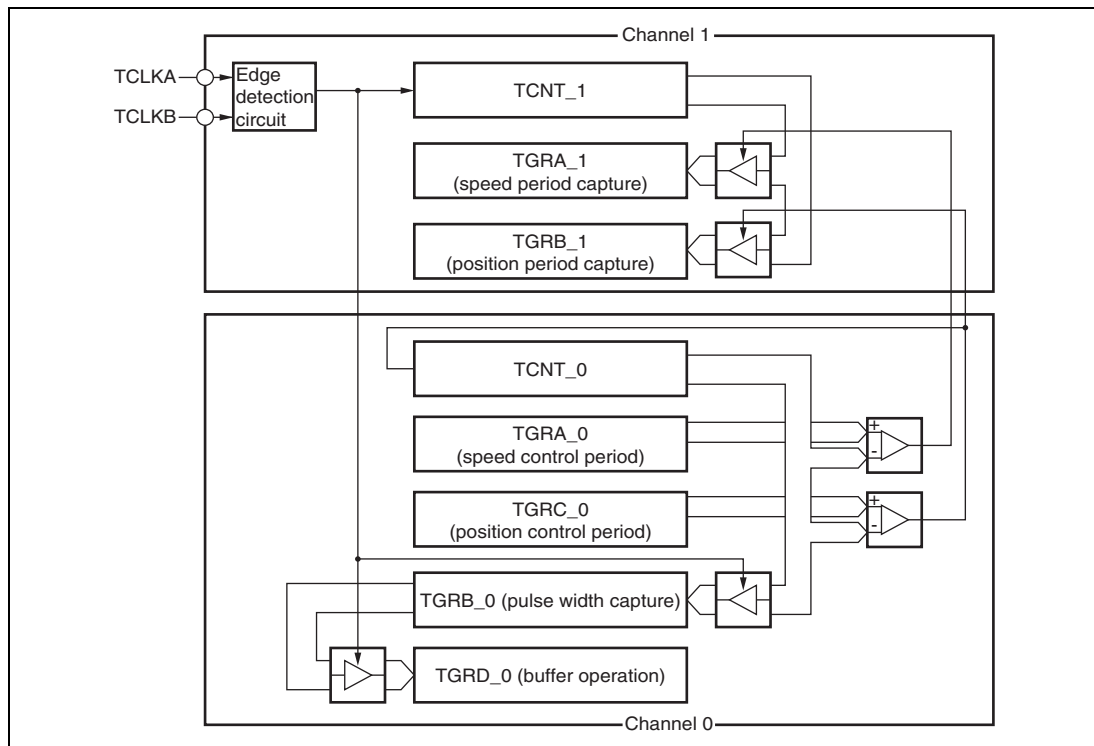 Channel 1
TCLKA
TCLKB
Edge
detection
circuit
TCNT_1
TGRA_1
(speed period capture)
TGRB_1
(position period capture)
TCNT_0
TGRA_0
(speed control period)
+
-
TGRC_0
(position control period)
+
-
TGRB_0 (pulse width capture)
TGRD_0 (buffer operation)
Channel 0